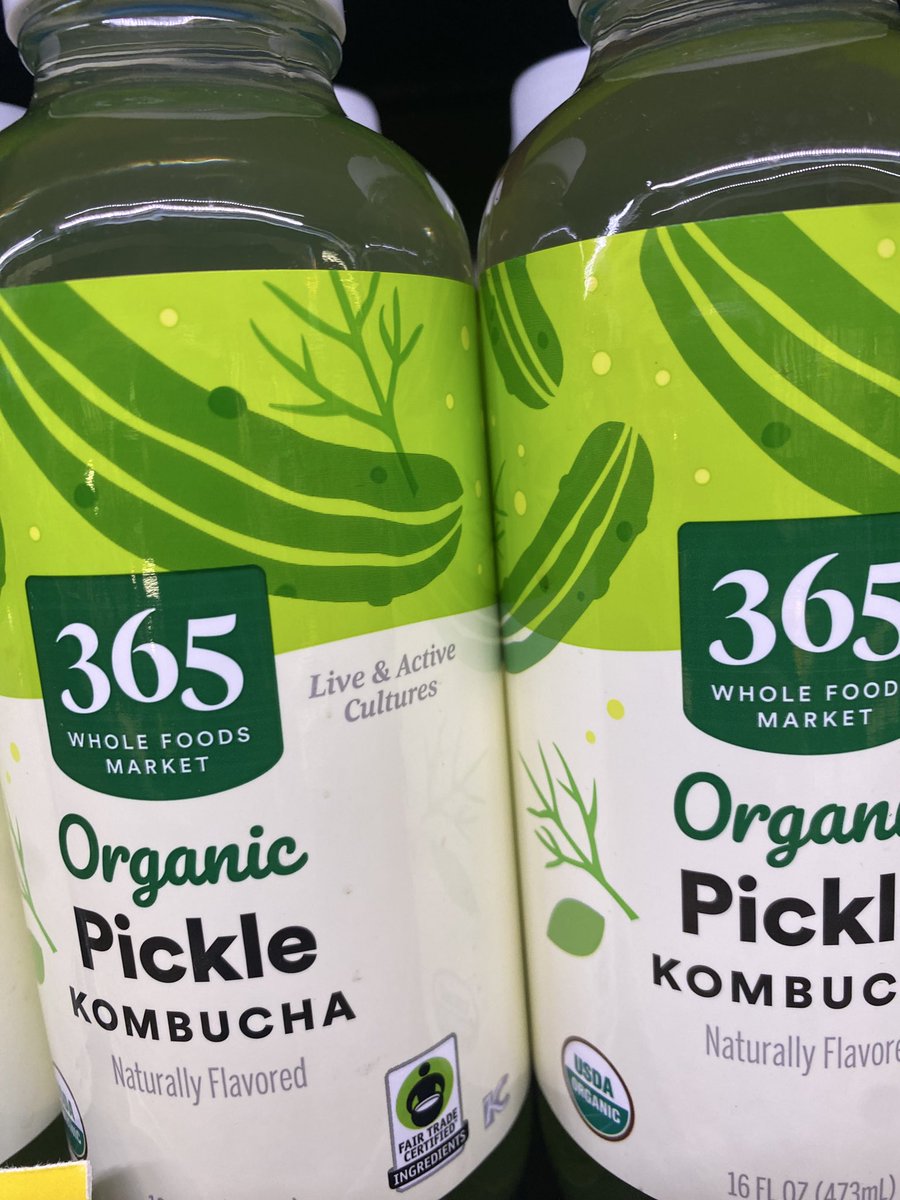 365
WHOLE FOODS
MARKET
Live & Active
Cultures
Organic
Pickle
KOMBUCHA
Naturally Flavored
FAIR TRADE
CERTIFIED
INGREDIENTS
K
365
WHOLE FOOD
MARKET
Organi
Pickl
KOMBUC
Naturally Flavore
USDA
ORGANIC
16 FL OZ (473mL)